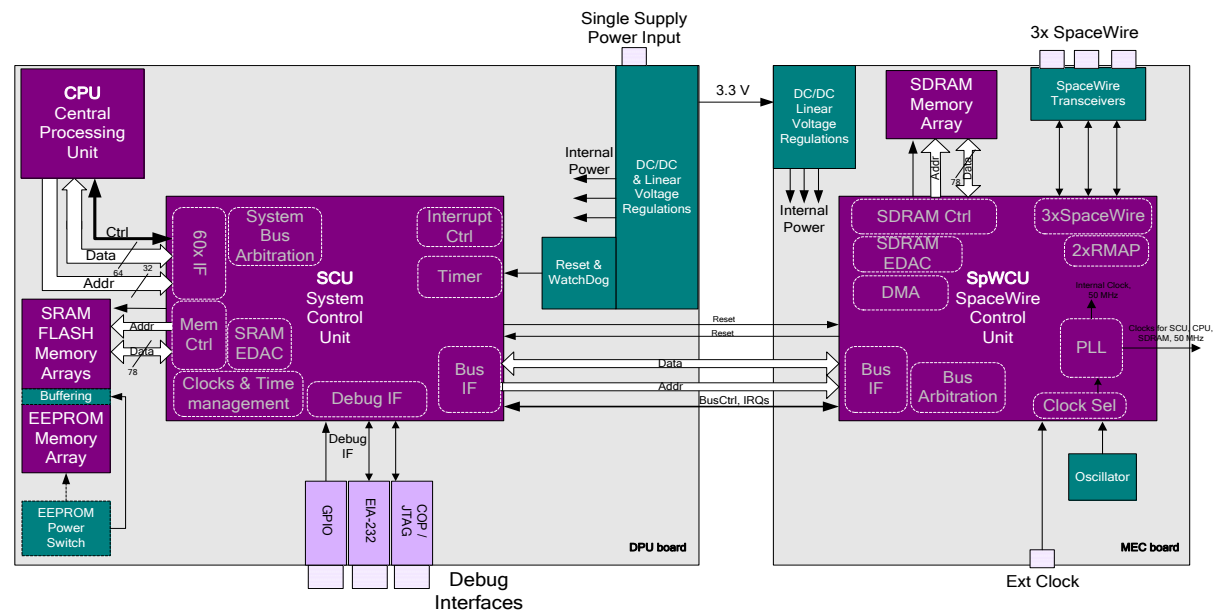 Single Supply
Power Input
3x SpaceWire
CPU
Central
Processing
Unit
DC/DC
& Linear
Voltage
Regulations
Internal
Power
3.3 V
DC/DC
Linear
Voltage
Regulations
Internal
Power
SDRAM
Memory
Array
SpaceWire
Transceivers
Addr
Data
78
Ctrl
Data
64
32
Addr
60x IF
System
Bus
Arbitration
Interrupt
Ctrl
Timer
SCU
System
Control
Unit
Reset &
WatchDog
SRAM
FLASH
Memory
Arrays
Buffering
EEPROM
Memory
Array
EEPROM
Power
Switch
Addr
Data
78
Mem
Ctrl
SRAM
EDAC
Clocks & Time
management
Debug IF
Bus
IF
Debug
IF
GPIO
EIA-232
COP /
JTAG
Debug
Interfaces
DPU board
Reset
Reset
Data
Addr
BusCtrl, IRQs
SDRAM Ctrl
SDRAM
EDAC
DMA
3xSpaceWire
2xRMAP
SpWCU
SpaceWire
Control
Unit
Internal Clock,
50 MHz
PLL
Clocks for SCU, CPU,
SDRAM, 50 MHz
Bus
IF
Bus
Arbitration
Clock Sel
Oscillator
MEC board
Ext Clock